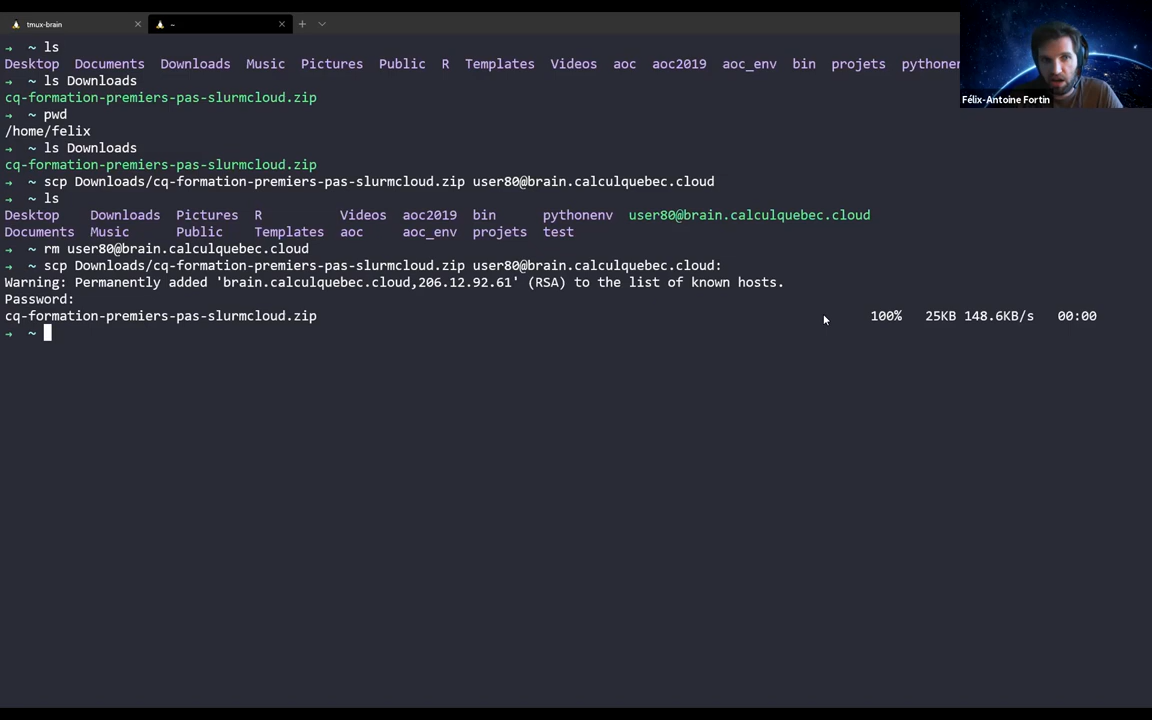 tmux-brain
~
→ ~ ls
Desktop Documents Downloads Music Pictures Public R Templates Videos aoc aoc2019 aoc_env bin projets pythonen
→ ~ ls Downloads
cq-formation-premiers-pas-slurmcloud.zip
→ ~ pwd
/home/felix
→ ~ ls Downloads
cq-formation-premiers-pas-slurmcloud.zip
→ ~ scp Downloads/cq-formation-premiers-pas-slurmcloud.zip user80@brain.calculquebec.cloud
→ ~ ls
Desktop Downloads Pictures R Videos aoc2019 bin pythonenv user80@brain.calculquebec.cloud
Documents Music Public Templates aoc aoc_env projets test
→ ~ rm user80@brain.calculquebec.cloud
→ ~ scp Downloads/cq-formation-premiers-pas-slurmcloud.zip user80@brain.calculquebec.cloud:
Warning: Permanently added 'brain.calculquebec.cloud,206.12.92.61' (RSA) to the list of known hosts.
Password:
cq-formation-premiers-pas-slurmcloud.zip 100% 25KB 148.6KB/s 00:00
→ ~
Félix-Antoine Fortin